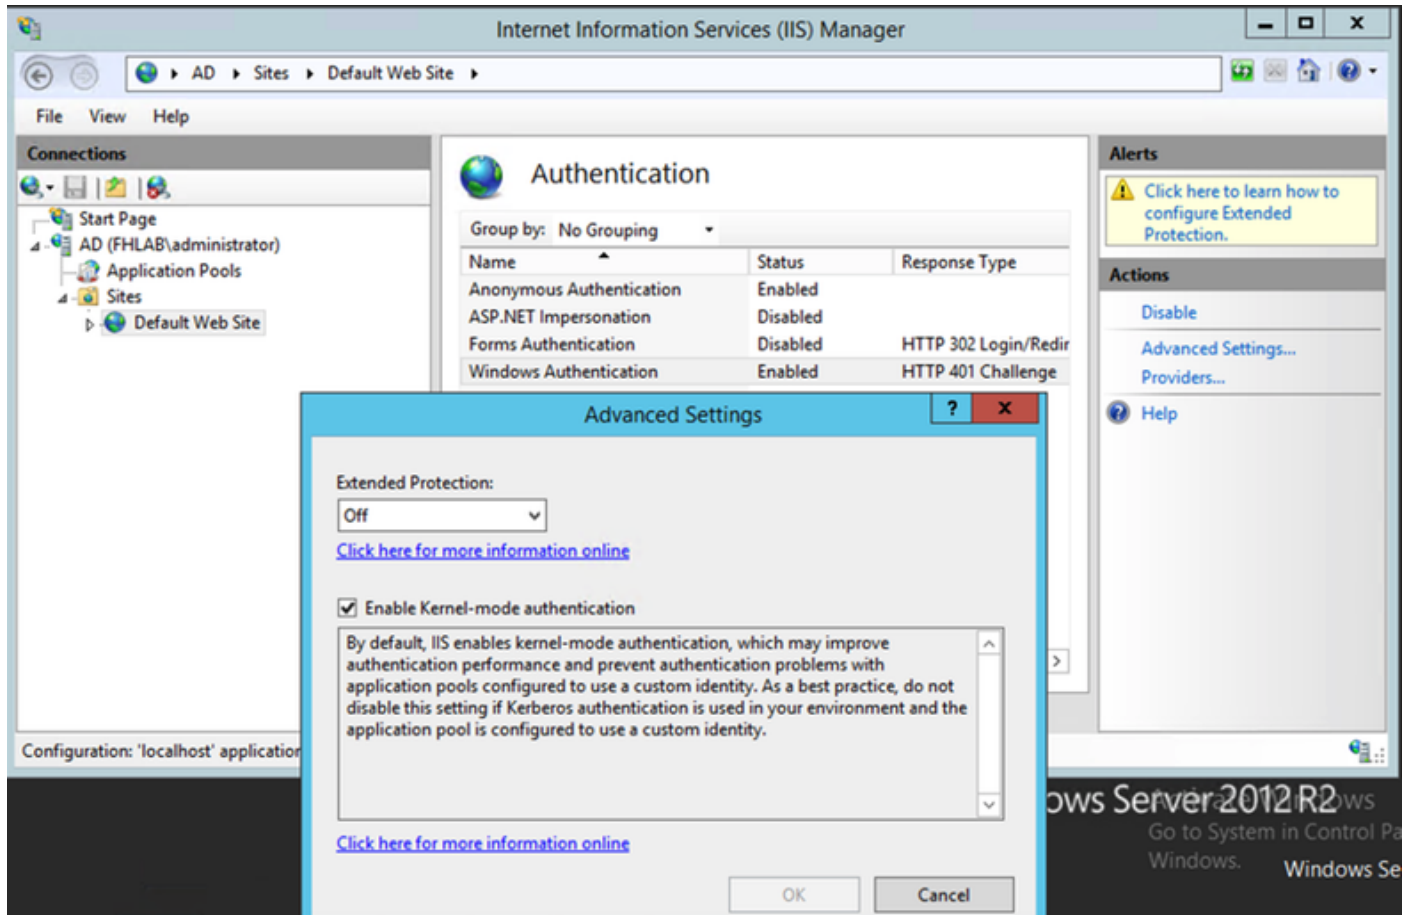 Internet Information Services (IIS) Manager
AD Sites Default Web Site
File View Help
Connections
Start Page
AD (FHLAB\administrator)
Application Pools
Sites
Default Web Site
Configuration: 'localhost' application
Authentication
Group by: No Grouping
Name Status Response Type
Anonymous Authentication Enabled
ASP.NET Impersonation Disabled
Forms Authentication Disabled HTTP 302 Login/Redir
Windows Authentication Enabled HTTP 401 Challenge
Alerts
Click here to learn how to
configure Extended
Protection.
Actions
Disable
Advanced Settings...
Providers...
Help
Advanced Settings
? x
Extended Protection:
Off
Click here for more information online
Enable Kernel-mode authentication
By default, IIS enables kernel-mode authentication, which may improve
authentication performance and prevent authentication problems with
application pools configured to use a custom identity. As a best practice, do not
disable this setting if Kerberos authentication is used in your environment and the
application pool is configured to use a custom identity.
Click here for more information online
OK Cancel
ows Server 2012 R2
Activate Windows
Go to System in Control Pa
Windows.
Windows Se